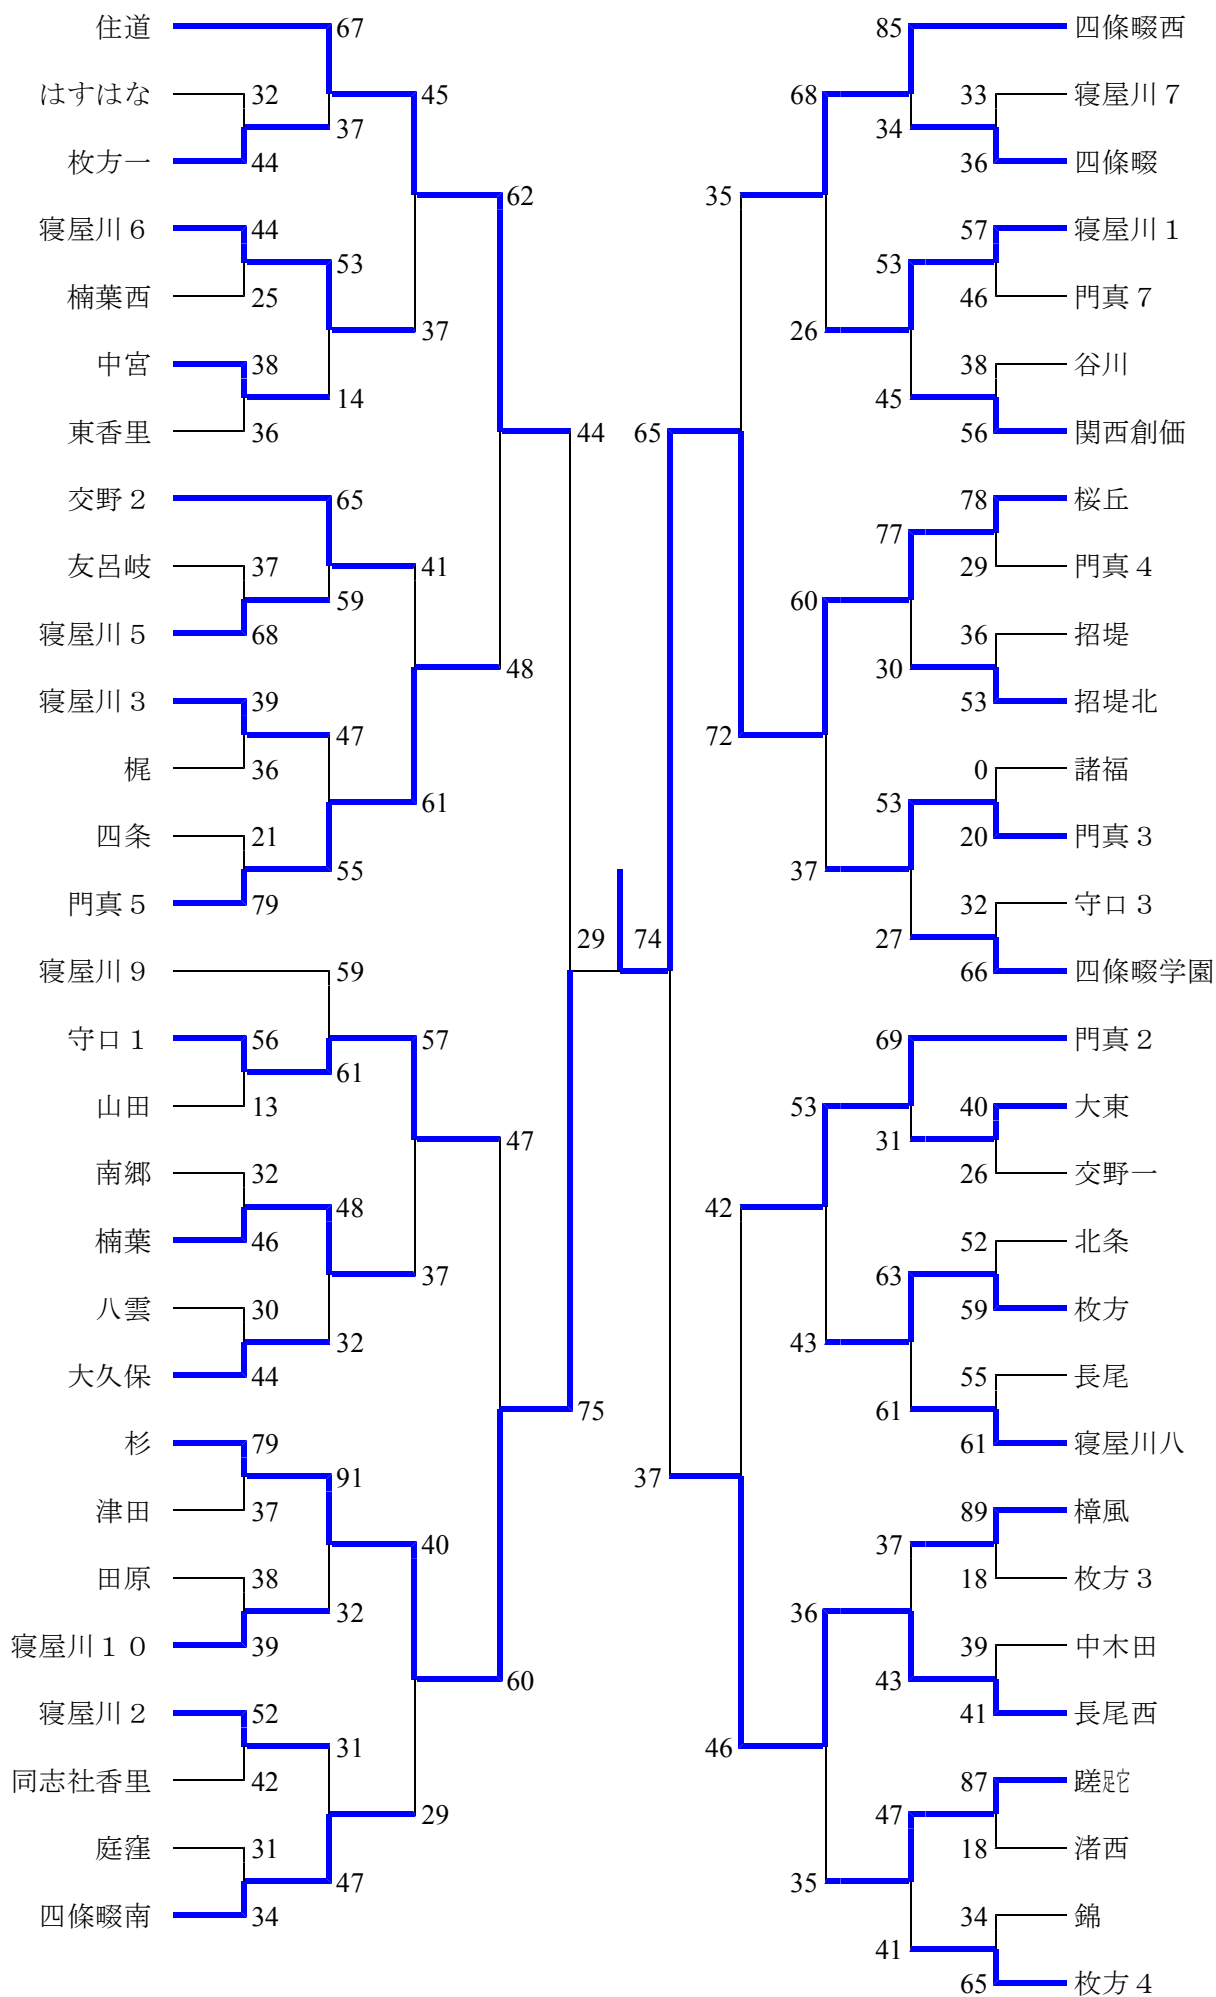 住道 67 85 四條畷西
はすはな 32 45 68 33 寝屋川７
37 34
枚方一 44 36 四條畷
62 35
寝屋川６ 44 57 寝屋川１
53 53
楠葉西 25 46 門真７
37 26
中宮 38 38 谷川
14 45
東香里 36 44 65 56 関西創価
交野２ 65 78 桜丘
77
友呂岐 37 41 29 門真４
59 60
寝屋川５ 68 36 招堤
48 30
寝屋川３ 39 53 招堤北
47 72
梶 36 0 諸福
61 53
四条 21 20 門真３
55 37
門真５ 79 32 守口３
29 74 27
寝屋川９ 59 66 四條畷学園
守口１ 56 57 69 門真２
61
山田 13 53 40 大東
47 31
南郷 32 26 交野一
48 42
楠葉 46 52 北条
37 63
八雲 30 59 枚方
32 43
大久保 44 55 長尾
75 61
杉 79 61 寝屋川八
91 37
津田 37 89 樟風
40 37
田原 38 18 枚方３
32 36
寝屋川１０ 39 39 中木田
60 43
寝屋川２ 52 41 長尾西
31 46
同志社香里 42 87 蹉跎
29 47
庭窪 31 18 渚西
47 35
四條畷南 34 34 錦
41
65 枚方４